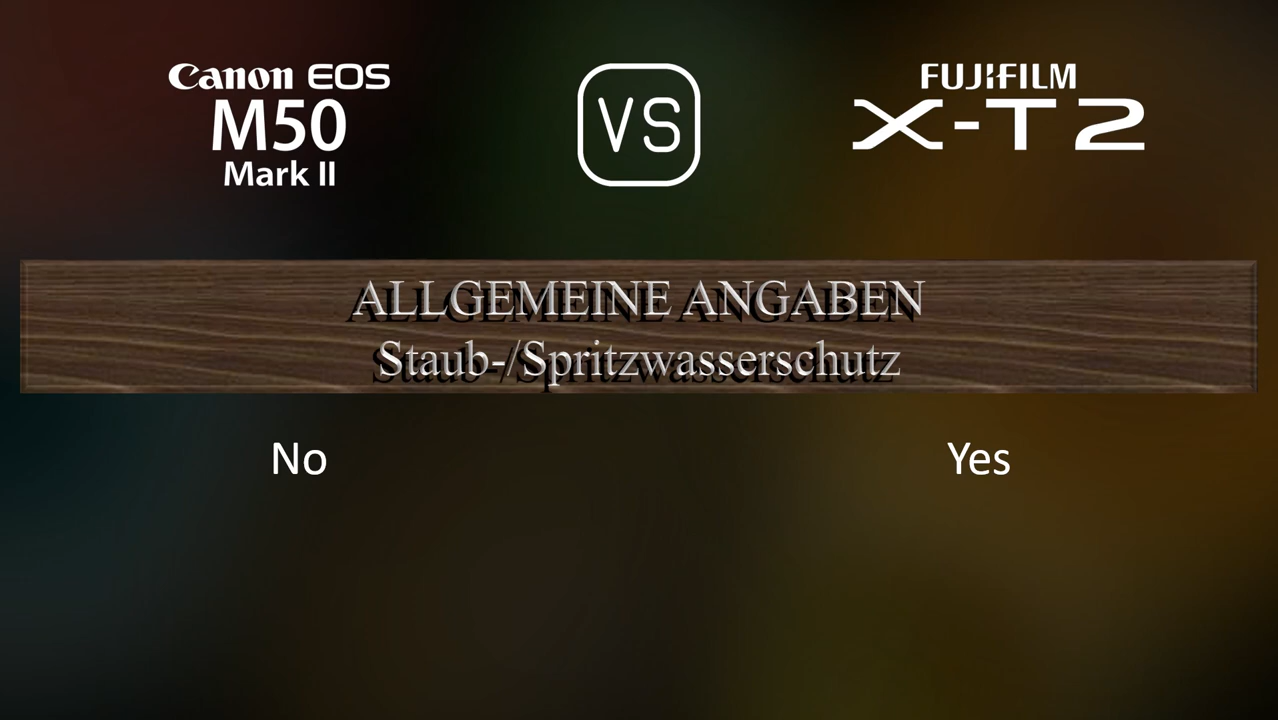 Canon EOS
M50
Mark II
VS
FUJIFILM
X-T2
ALLGEMEINE ANGABEN
Staub-/Spritzwasserschutz
No
Yes